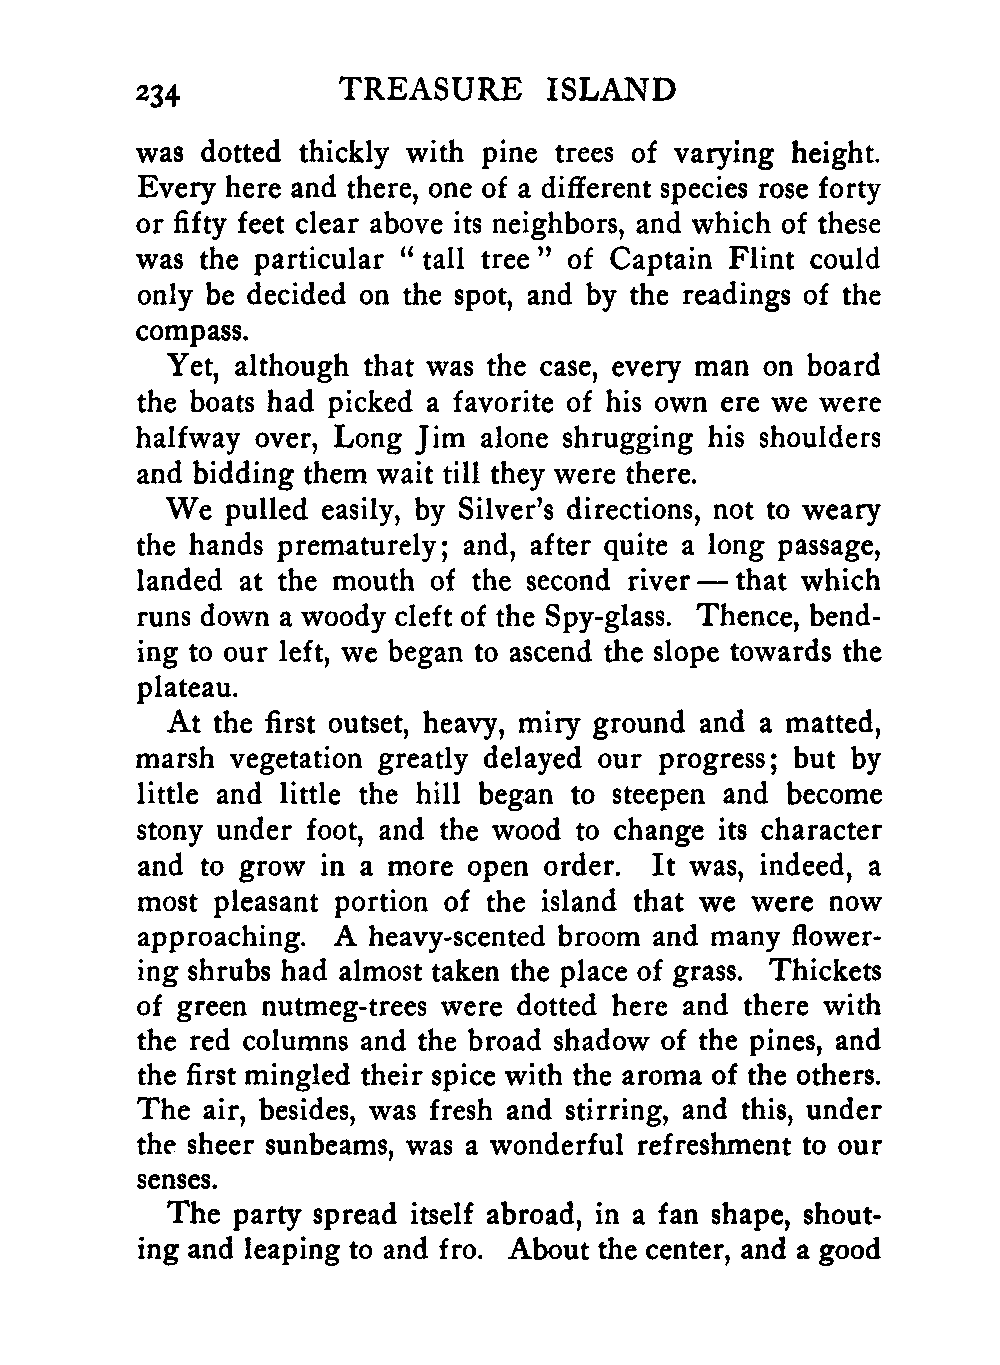 234 TREASURE ISLAND
was dotted thickly with pine trees of varying height.
Every here and there, one of a different species rose forty
or fifty feet clear above its neighbors, and which of these
was the particular “ tall tree ” of Captain Flint could
only be decided on the spot, and by the readings of the
compass.
Yet, although that was the case, every man on board
the boats had picked a favorite of his own ere we were
halfway over, Long Jim alone shrugging his shoulders
and bidding them wait till they were there.
We pulled easily, by Silver’s directions, not to weary
the hands prematurely; and, after quite a long passage,
landed at the mouth of the second river — that which
runs down a woody cleft of the Spy-glass. Thence, bend-
ing to our left, we began to ascend the slope towards the
plateau.
At the first outset, heavy, miry ground and a matted,
marsh vegetation greatly delayed our progress; but by
little and little the hill began to steepen and become
stony under foot, and the wood to change its character
and to grow in a more open order. It was, indeed, a
most pleasant portion of the island that we were now
approaching. A heavy-scented broom and many flower-
ing shrubs had almost taken the place of grass. Thickets
of green nutmeg-trees were dotted here and there with
the red columns and the broad shadow of the pines, and
the first mingled their spice with the aroma of the others.
The air, besides, was fresh and stirring, and this, under
the sheer sunbeams, was a wonderful refreshment to our
senses.
The party spread itself abroad, in a fan shape, shout-
ing and leaping to and fro. About the center, and a good